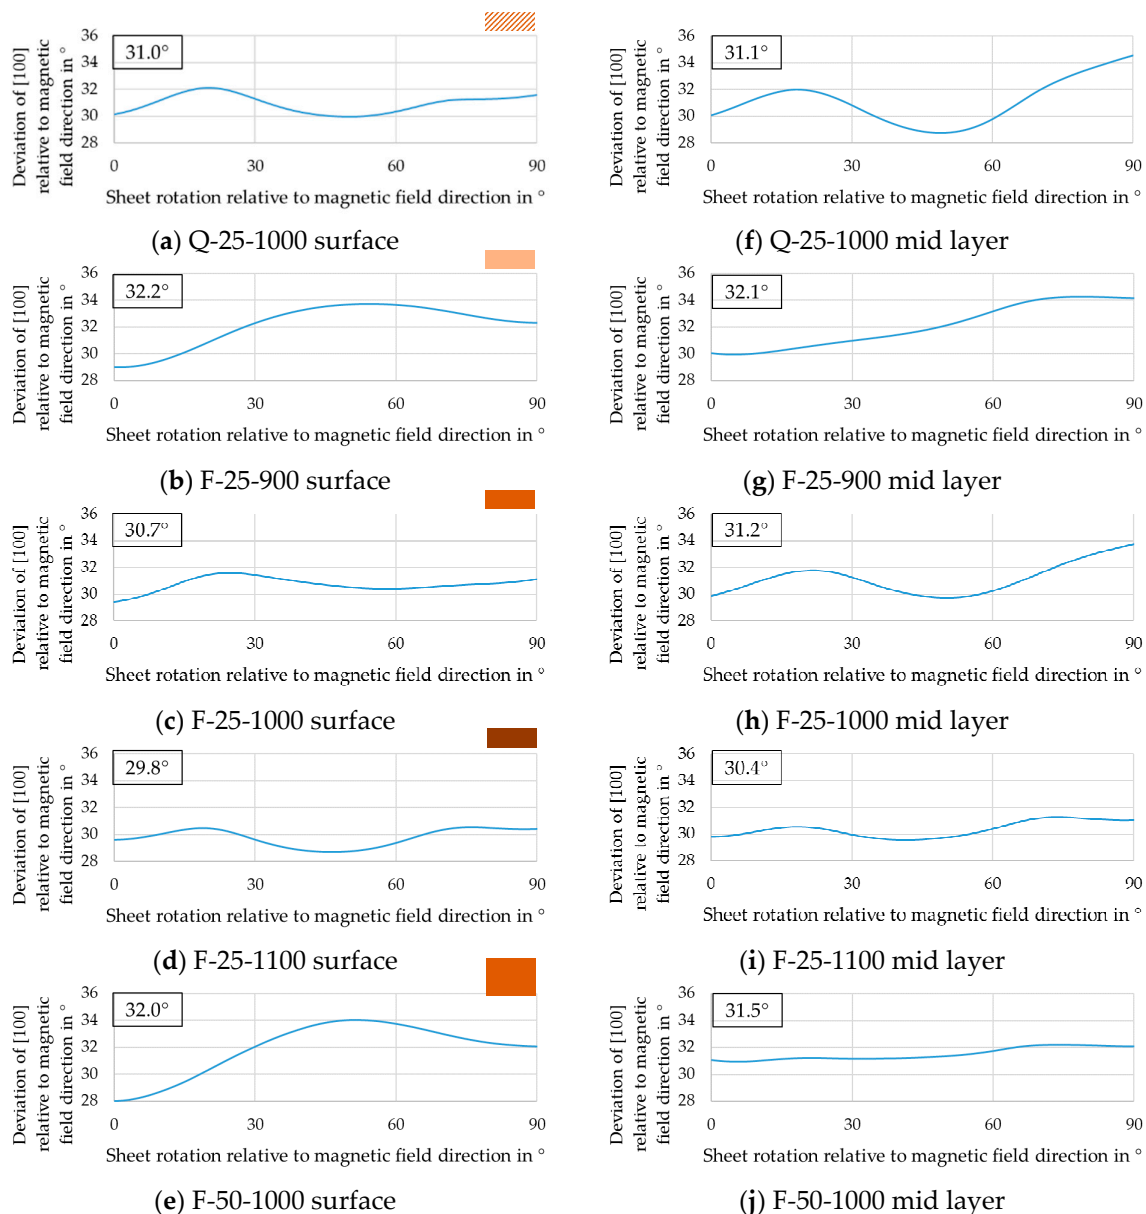 Deviation of [100]
relative to magnetic
field direction in °
36
34
32
30
28
31.0°
0
30
60
90
Sheet rotation relative to magnetic field direction in °
(a) Q-25-1000 surface
Deviation of [100]
relative to magnetic
field direction in °
36
34
32
30
28
31.1°
0
30
60
90
Sheet rotation relative to magnetic field direction in °
(f) Q-25-1000 mid layer
Deviation of [100]
relative to magnetic
field direction in °
36
34
32
30
28
32.2°
0
30
60
90
Sheet rotation relative to magnetic field direction in °
(b) F-25-900 surface
Deviation of [100]
relative to magnetic
field direction in °
36
34
32
30
28
32.1°
0
30
60
90
Sheet rotation relative to magnetic field direction in °
(g) F-25-900 mid layer
Deviation of [100]
relative to magnetic
field direction in °
36
34
32
30
28
30.7°
0
30
60
90
Sheet rotation relative to magnetic field direction in °
(c) F-25-1000 surface
Deviation of [100]
relative to magnetic
field direction in °
36
34
32
30
28
31.2°
0
30
60
90
Sheet rotation relative to magnetic field direction in °
(h) F-25-1000 mid layer
Deviation of [100]
relative to magnetic
field direction in °
36
34
32
30
28
29.8°
0
30
60
90
Sheet rotation relative to magnetic field direction in °
(d) F-25-1100 surface
Deviation of [100]
relative to magnetic
field direction in °
36
34
32
30
28
30.4°
0
30
60
90
Sheet rotation relative to magnetic field direction in °
(i) F-25-1100 mid layer
Deviation of [100]
relative to magnetic
field direction in °
36
34
32
30
28
32.0°
0
30
60
90
Sheet rotation relative to magnetic field direction in °
(e) F-50-1000 surface
Deviation of [100]
relative to magnetic
field direction in °
36
34
32
30
28
31.5°
0
30
60
90
Sheet rotation relative to magnetic field direction in °
(j) F-50-1000 mid layer